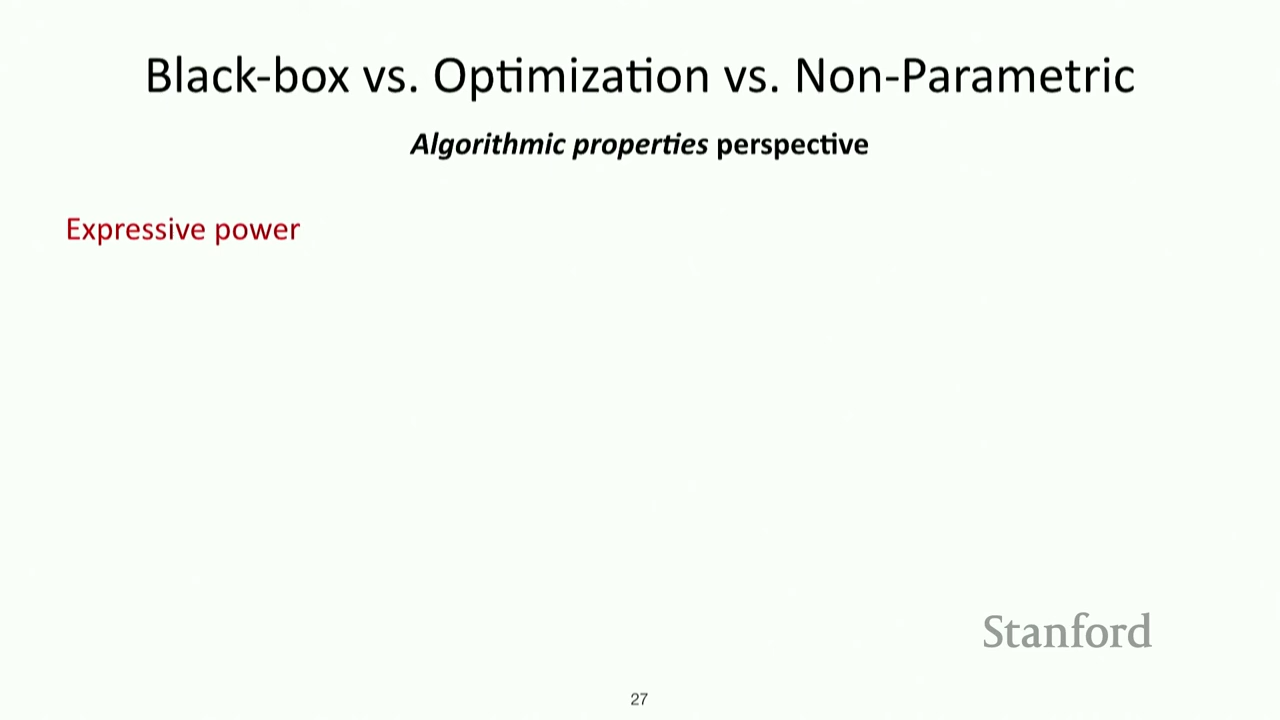 Black-box vs. Optimization vs. Non-Parametric
Algorithmic properties perspective
Expressive power
Stanford
27